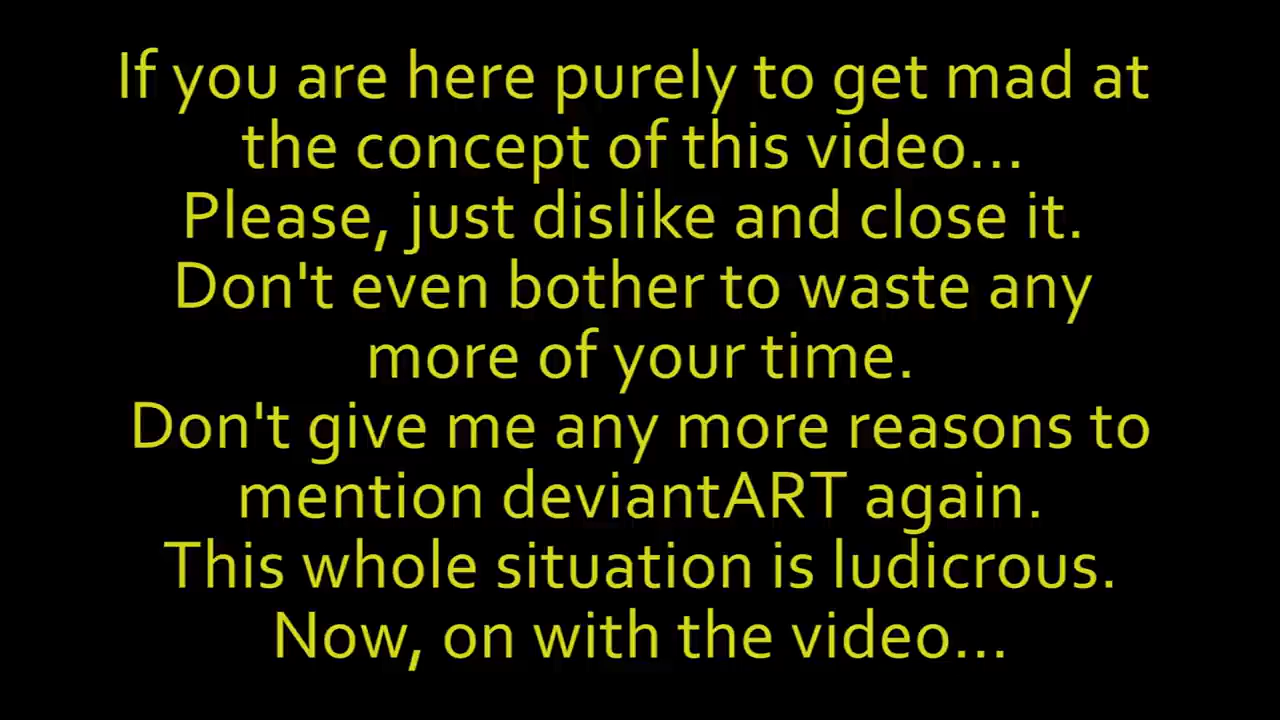 If you are here purely to get mad at
the concept of this video...
Please, just dislike and close it.
Don't even bother to waste any
more of your time.
Don't give me any more reasons to
mention deviantART again.
This whole situation is ludicrous.
Now, on with the video...